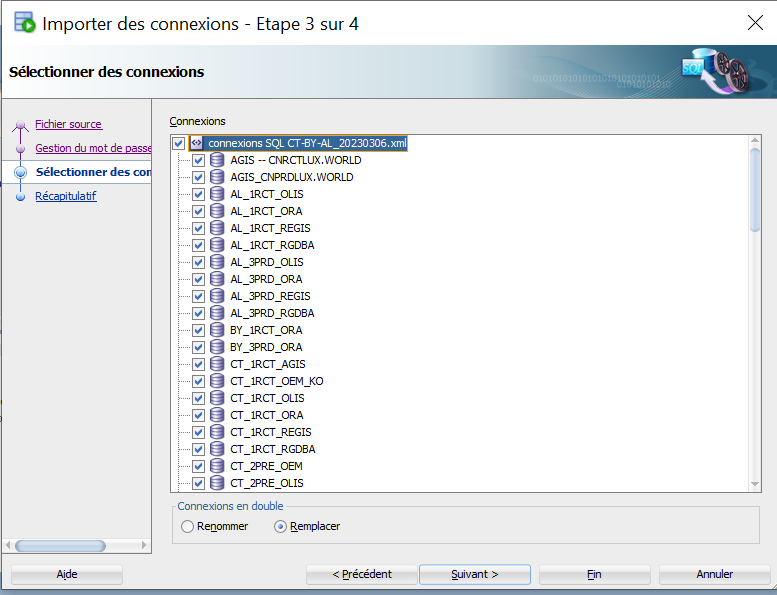 Importer des connexions - Etape 3 sur 4
Sélectionner des connexions
SQL
Fichier source
Gestion du mot de passe
Sélectionner des con
Récapitulatif
Connexions
connexions SQL CT-BY-AL_20230306.xml
AGIS -- CNRCTLUX.WORLD
AGIS_CNPRDLUX.WORLD
AL_1RCT_OLIS
AL_1RCT_ORA
AL_1RCT_REGIS
AL_1RCT_RGDBA
AL_3PRD_OLIS
AL_3PRD_ORA
AL_3PRD_REGIS
AL_3PRD_RGDBA
BY_1RCT_ORA
BY_3PRD_ORA
CT_1RCT_AGIS
CT_1RCT_OEM_KO
CT_1RCT_OLIS
CT_1RCT_ORA
CT_1RCT_REGIS
CT_1RCT_RGDBA
CT_2PRE_OEM
CT_2PRE_OLIS
Connexions en double
Renommer
Remplacer
Aide
< Précédent
Suivant >
Fin
Annuler